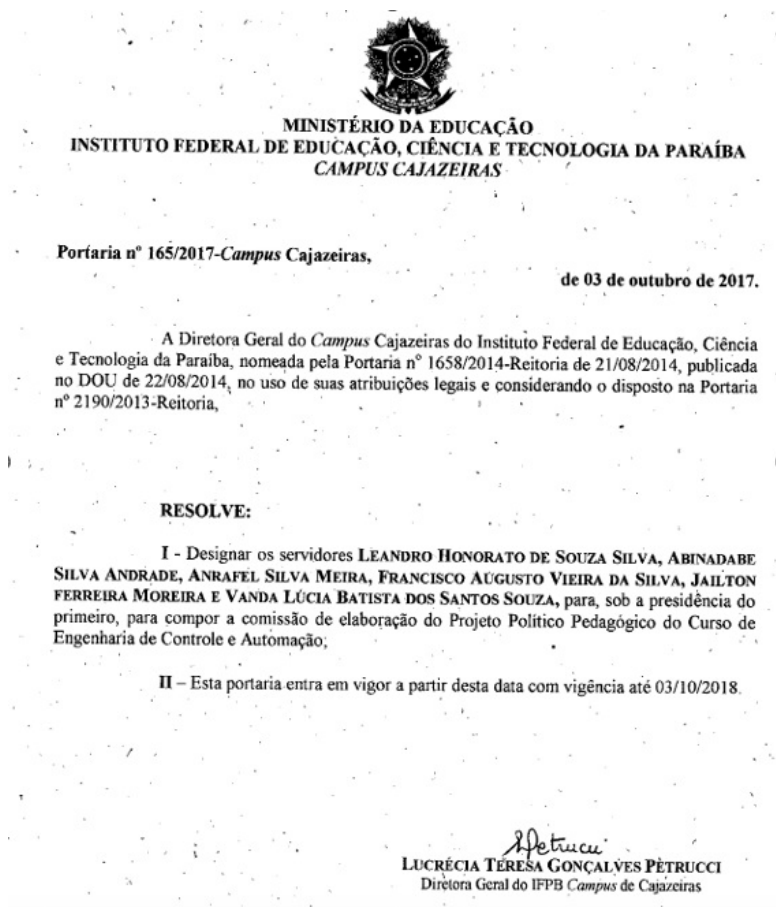 MINISTÉRIO DA EDUCAÇÃO
INSTITUTO FEDERAL DE EDUCAÇÃO, CIÊNCIA E TECNOLOGIA DA PARAÍBA
CAMPUS CAJAZEIRAS
Portaria nº 165/2017-Campus Cajazeiras,
de 03 de outubro de 2017.
A Diretora Geral do Campus Cajazeiras do Instituto Federal de Educação, Ciência
e Tecnologia da Paraíba, nomeada pela Portaria nº 1658/2014-Reitoria de 21/08/2014, publicada
no DOU de 22/08/2014, no uso de suas atribuições legais e considerando o disposto na Portaria
nº 2190/2013-Reitoria,
RESOLVE:
I - Designar os servidores LEANDRO HONORATO DE SOUZA SILVA, ABINADABE
SILVA ANDRADE, ANRAFEL SILVA MEIRA, FRANCISCO AUGUSTO VIEIRA DA SILVA, JAILTON
FERREIRA MOREIRA E VANDA LÚCIA BATISTA DOS SANTOS SOUZA, para, sob a presidência do
primeiro, para compor a comissão de elaboração do Projeto Político Pedagógico do Curso de
Engenharia de Controle e Automação;
II – Esta portaria entra em vigor a partir desta data com vigência até 03/10/2018.
LPetrucci
LUCRÉCIA TERESA GONÇALVES PETRUCCI
Diretora Geral do IFPB Campus de Cajazeiras